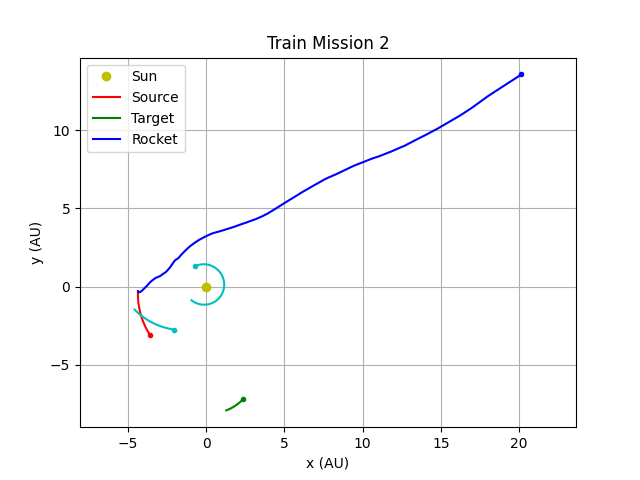 Train Mission 2
Sun
Source
Target
Rocket
10
5
0
−5
y (AU)
−5
0
5
10
15
20
x (AU)